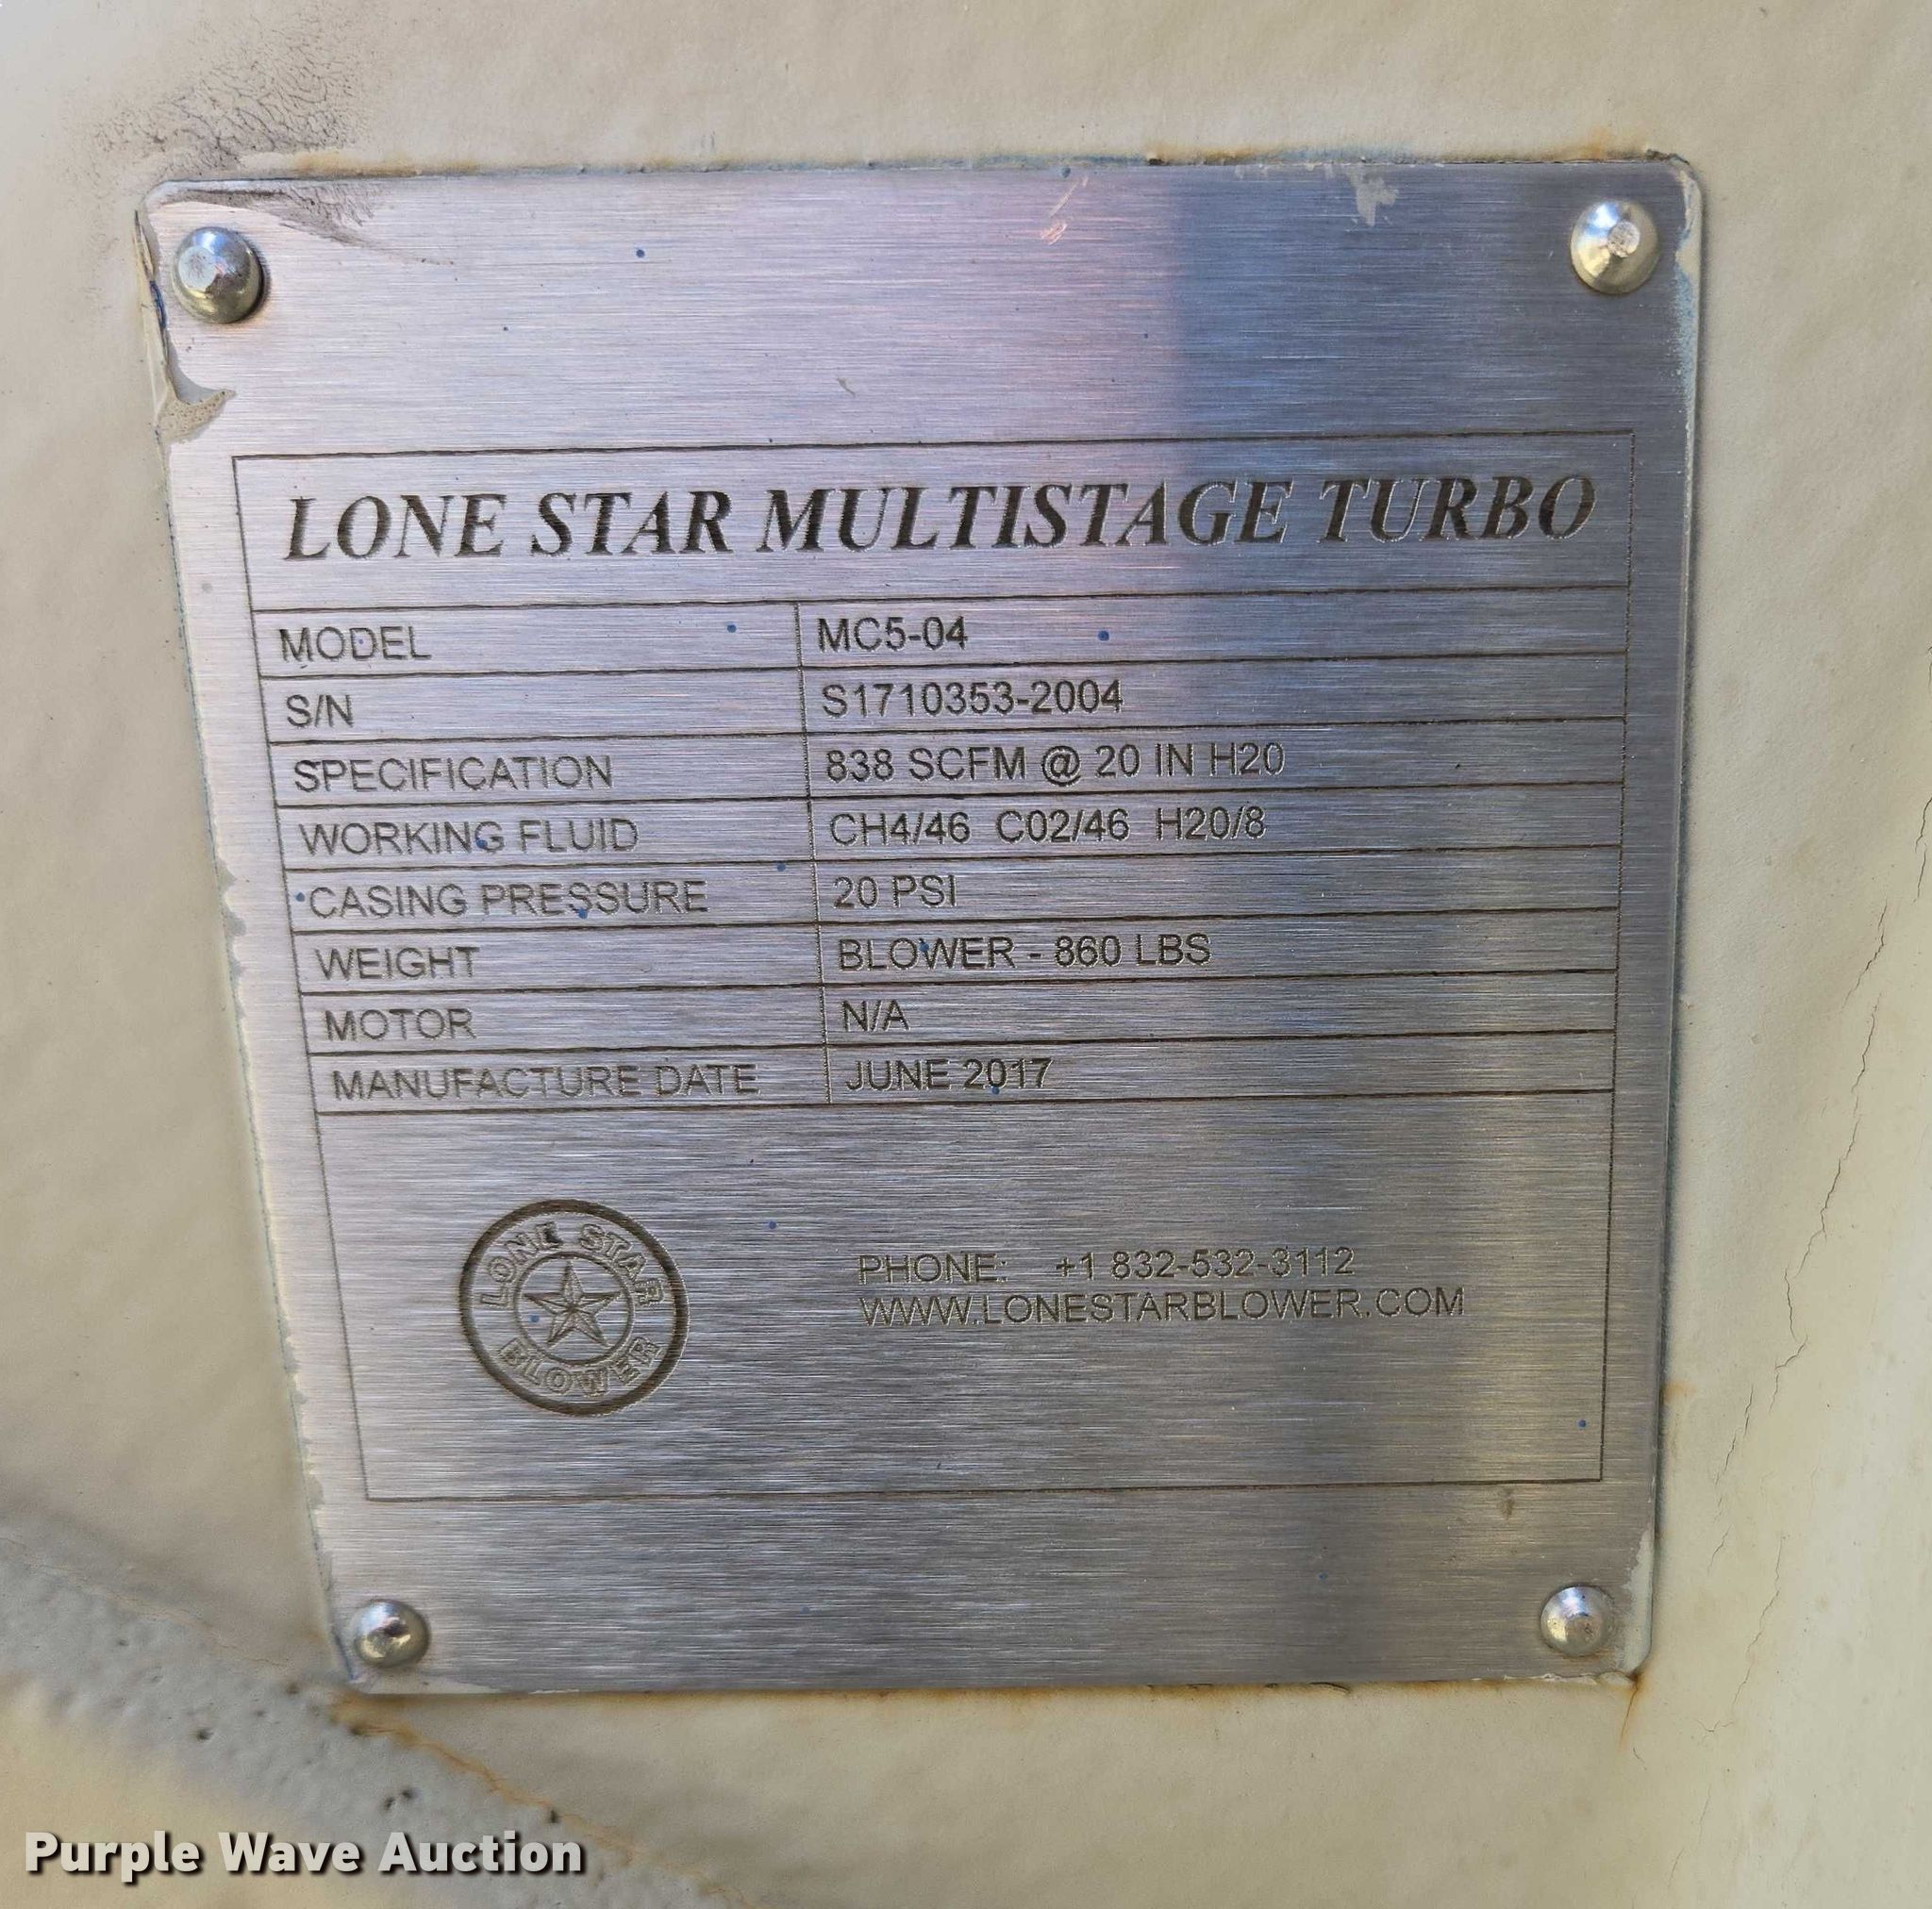 LONE STAR MULTISTAGE TURBO
MODEL MC5-04
S/N S1710353-2004
SPECIFICATION 838 SCFM @ 20 IN H20
WORKING FLUID CH4/46 C02/46 H20/8
CASING PRESSURE 20 PSI
WEIGHT BLOWER - 860 LBS
MOTOR N/A
MANUFACTURE DATE JUNE 2017
LONE STAR
BLOWER
PHONE: +1 832-532-3112
WWW.LONESTARBLOWER.COM
Purple Wave Auction